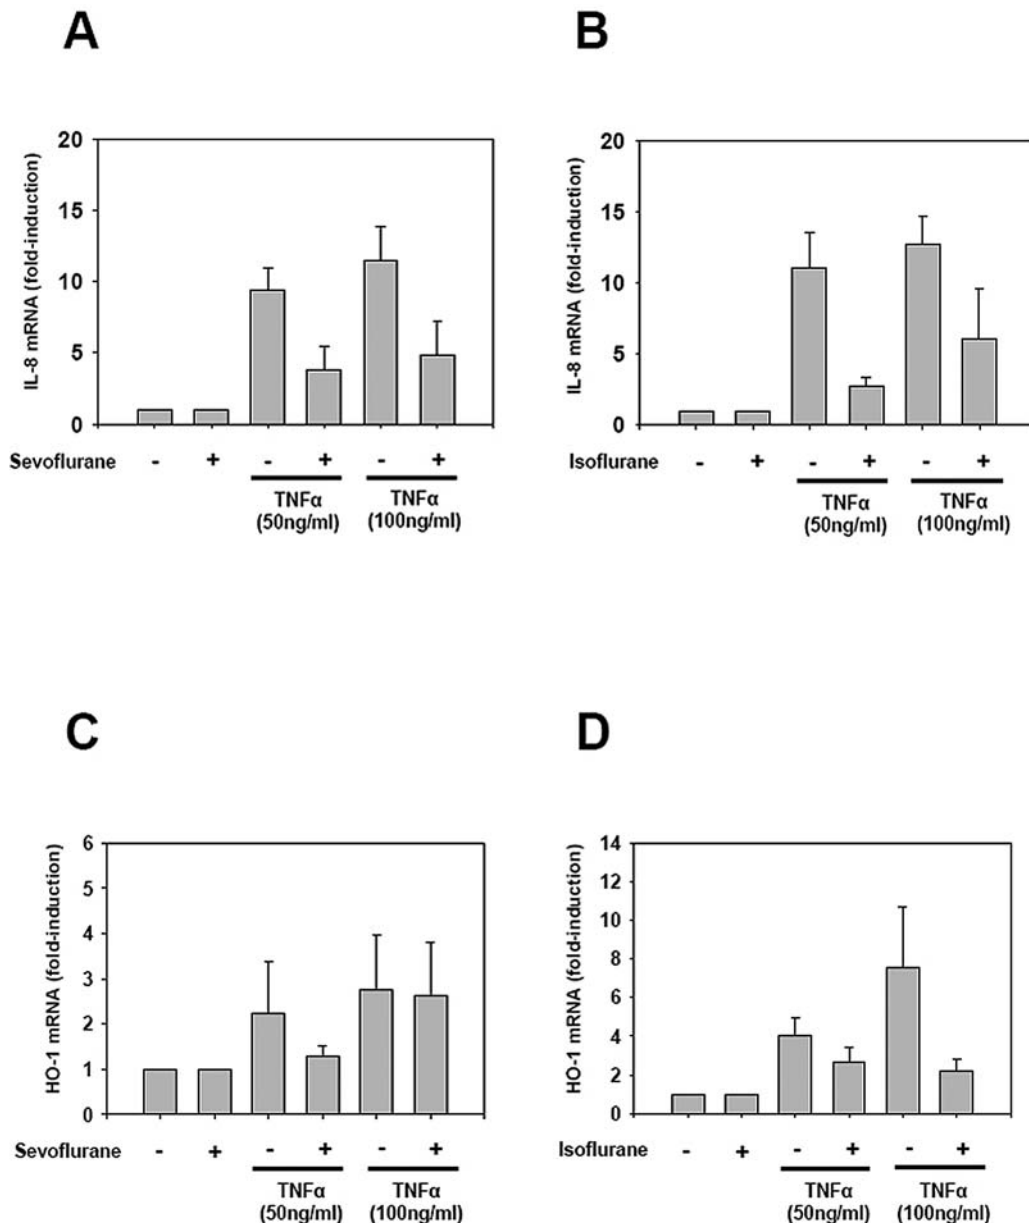 A
B
20
15
10
5
0
IL-8 mRNA (fold-induction)
Sevoflurane - + - + - +
TNFα
(50ng/ml)
TNFα
(100ng/ml)
20
15
10
5
0
IL-8 mRNA (fold-induction)
Isoflurane - + - + - +
TNFα
(50ng/ml)
TNFα
(100ng/ml)
C
D
6
5
4
3
2
1
0
HO-1 mRNA (fold-induction)
Sevoflurane - + - + - +
TNFα
(50ng/ml)
TNFα
(100ng/ml)
14
12
10
8
6
4
2
0
HO-1 mRNA (fold-induction)
Isoflurane - + - + - +
TNFα
(50ng/ml)
TNFα
(100ng/ml)